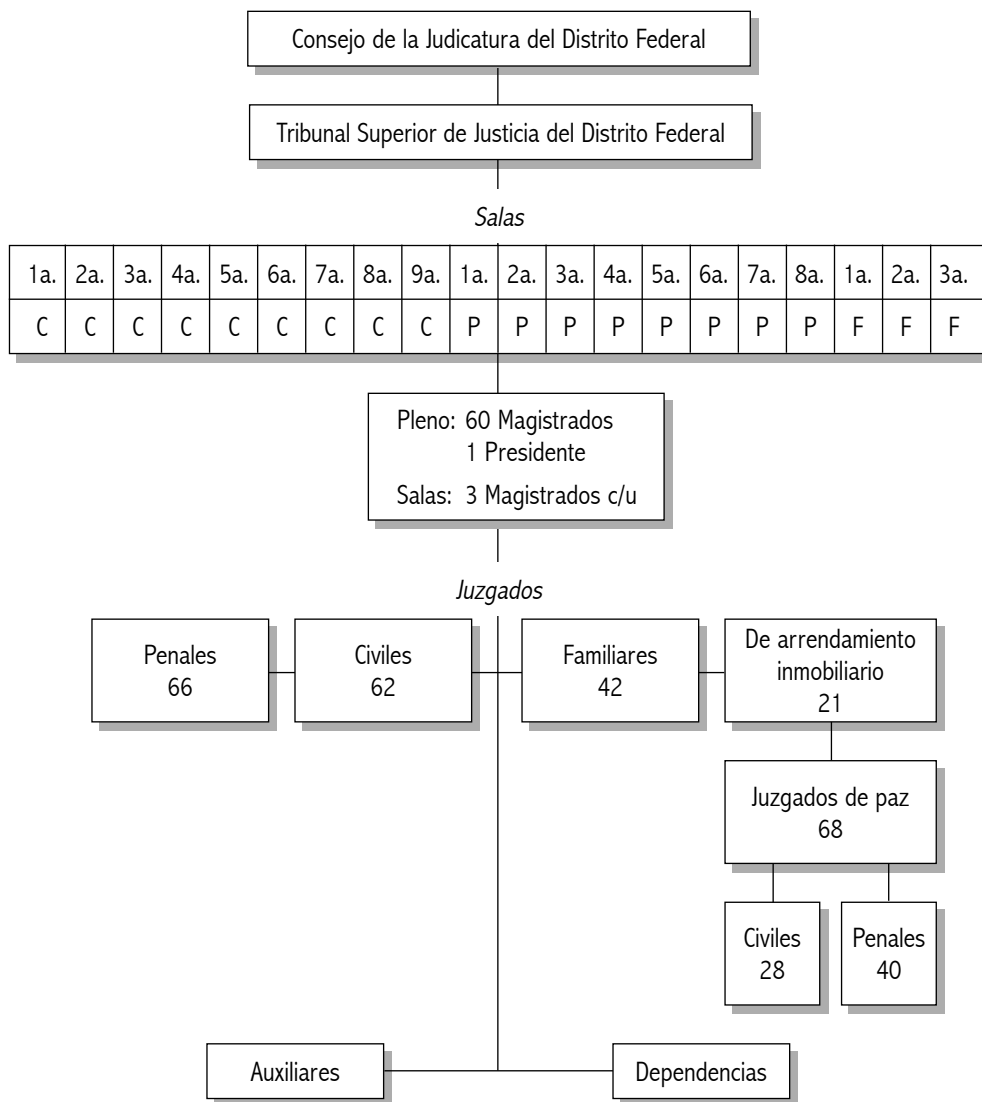 Consejo de la Judicatura del Distrito Federal
Tribunal Superior de Justicia del Distrito Federal
Salas
1a. 2a. 3a. 4a. 5a. 6a. 7a. 8a. 9a. 1a. 2a. 3a. 4a. 5a. 6a. 7a. 8a. 1a. 2a. 3a.
C C C C C C C C C P P P P P P P P F F F
Pleno: 60 Magistrados
1 Presidente
Salas: 3 Magistrados c/u
Juzgados
Penales
66
Civiles
62
Familiares
42
De arrendamiento
inmobiliario
21
Juzgados de paz
68
Civiles
28
Penales
40
Auxiliares
Dependencias